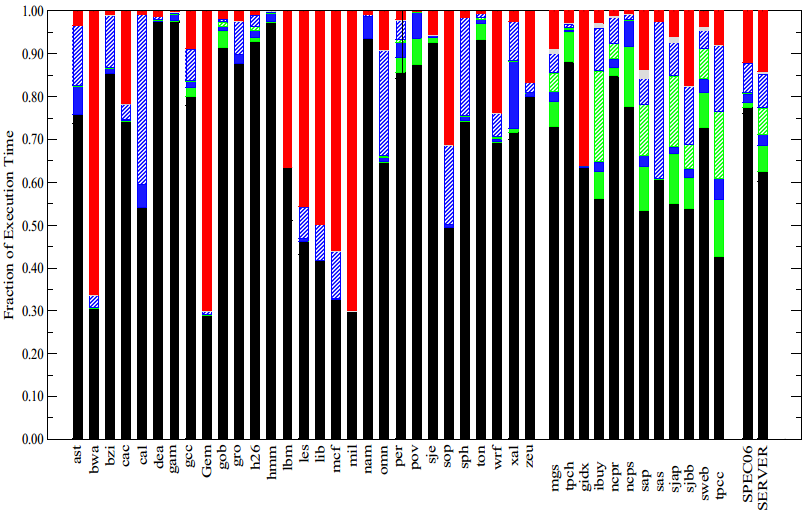 Fraction of Execution Time
1.00
0.90
0.80
0.70
0.60
0.50
0.40
0.30
0.20
0.10
0.00
ast
bwa
bzi
cac
cal
dea
gam
gcc
Gem
gob
gro
h26
hmm
lbm
les
lib
mcf
mil
nam
omn
per
pov
sje
sop
sph
ton
wrf
xal
zeu
mgs
tpch
gidx
ibuy
ncpr
ncps
sap
sas
sjap
sjbb
sweb
tpcc
SPEC06
SERVER